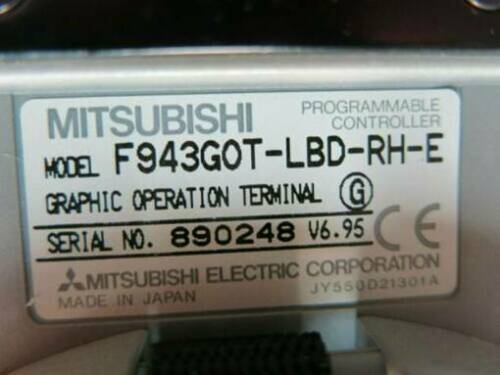 MITSUBISHI PROGRAMMABLE CONTROLLER
MODEL F943GOT-LBD-RH-E
GRAPHIC OPERATION TERMINAL G
SERIAL NO. 890248 V6.95
MITSUBISHI ELECTRIC CORPORATION
MADE IN JAPAN JY550D21301A